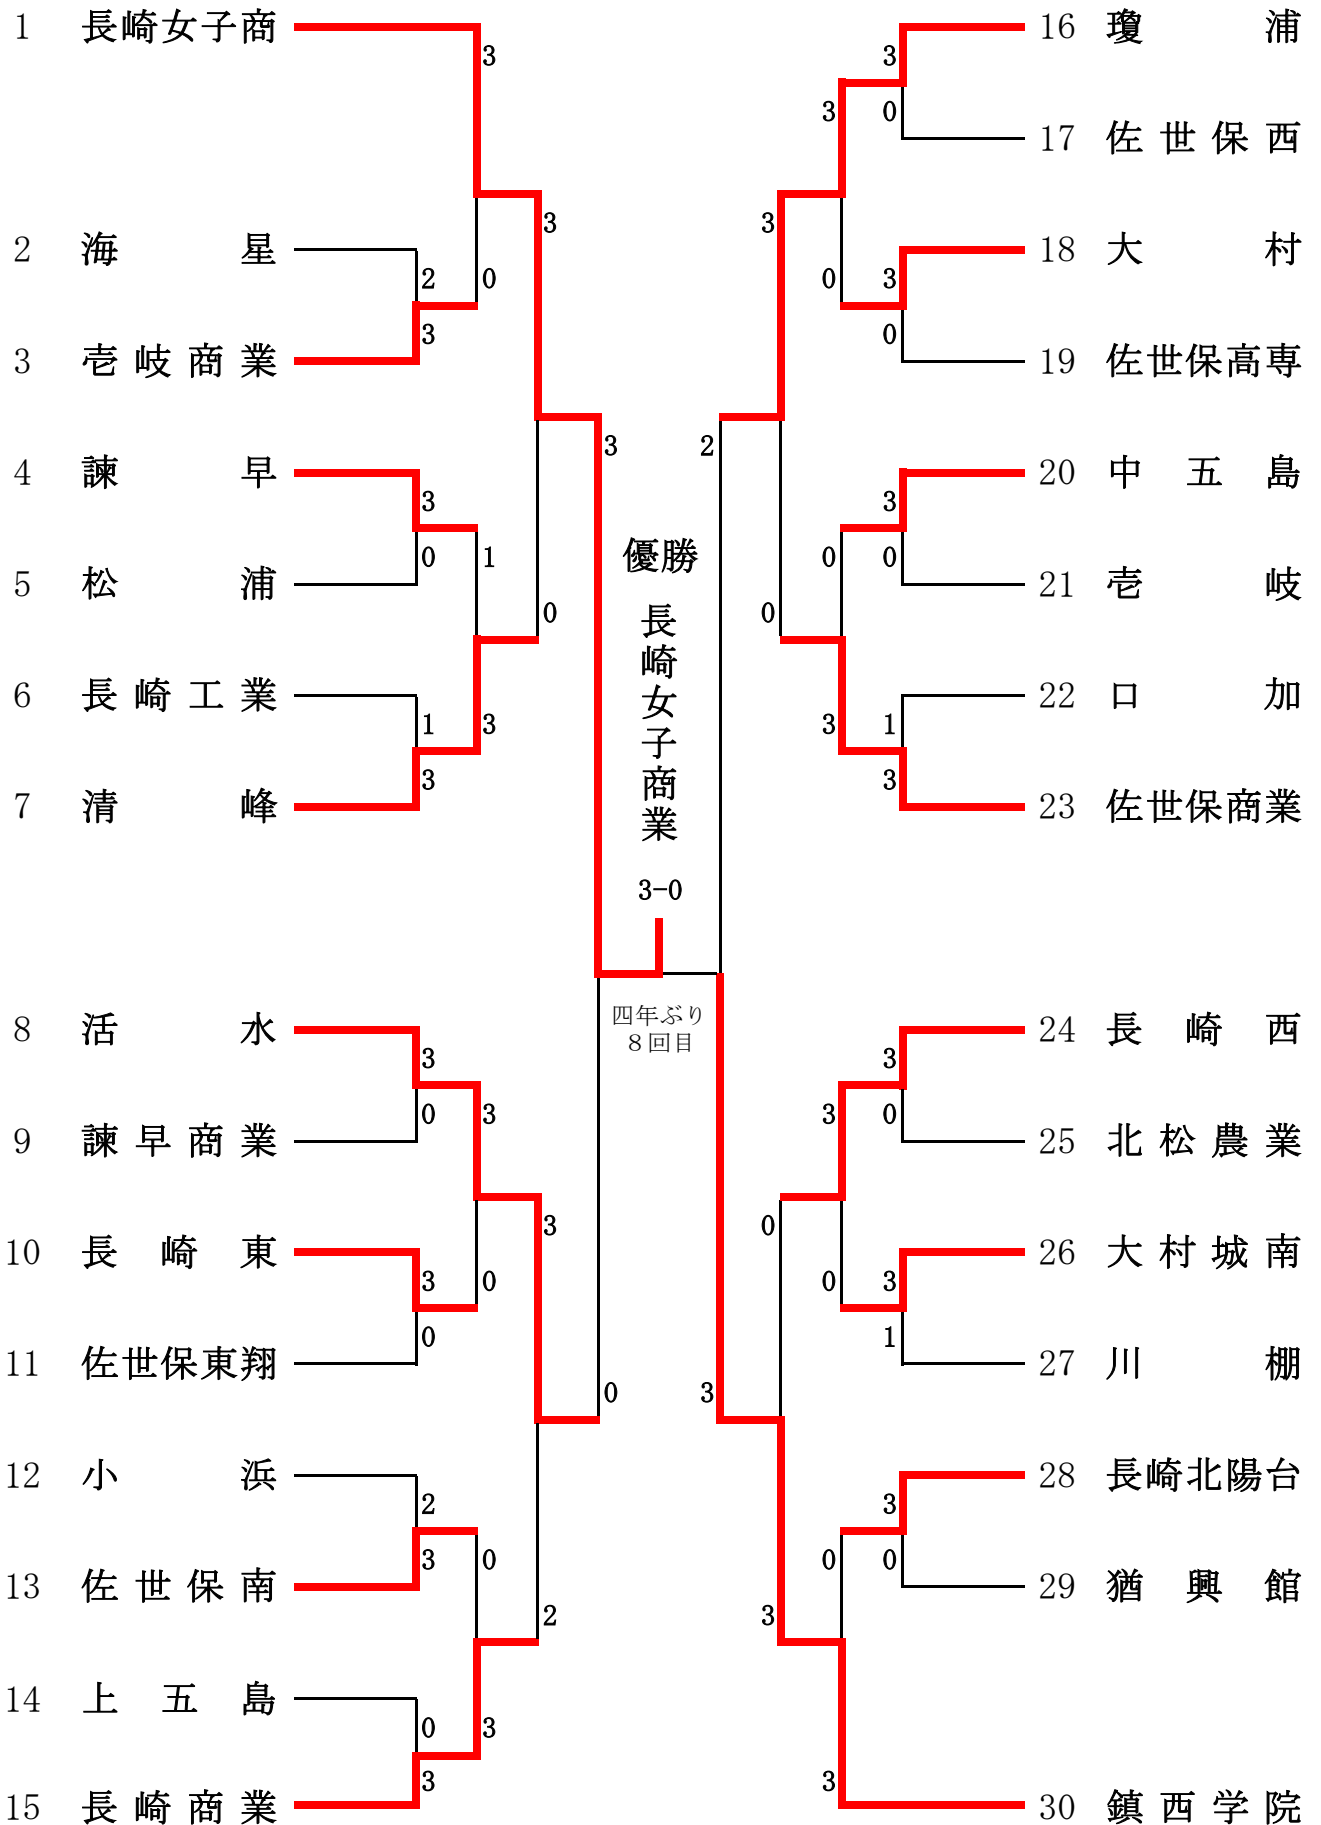 1 長崎女子商
3
2 海星
2
0
3 壱岐商業
3
3
4 諫早
3
5 松浦
0
1
6 長崎工業
1
3
7 清峰
3
0
3
8 活水
3
9 諫早商業
0
3
10 長崎東
3
0
11 佐世保東翔
0
3
12 小浜
2
13 佐世保南
3
0
14 上五島
0
3
15 長崎商業
3
2
0
優勝
長崎女子商業
3-0
四年ぶり
8回目
16 瓊浦
3
17 佐世保西
0
3
18 大村
3
0
19 佐世保高専
0
3
20 中五島
3
21 壱岐
0
0
22 口加
1
3
23 佐世保商業
3
0
2
24 長崎西
3
25 北松農業
0
3
26 大村城南
3
0
27 川棚
1
0
28 長崎北陽台
3
29 猶興館
0
0
30 鎮西学院
3
3
3